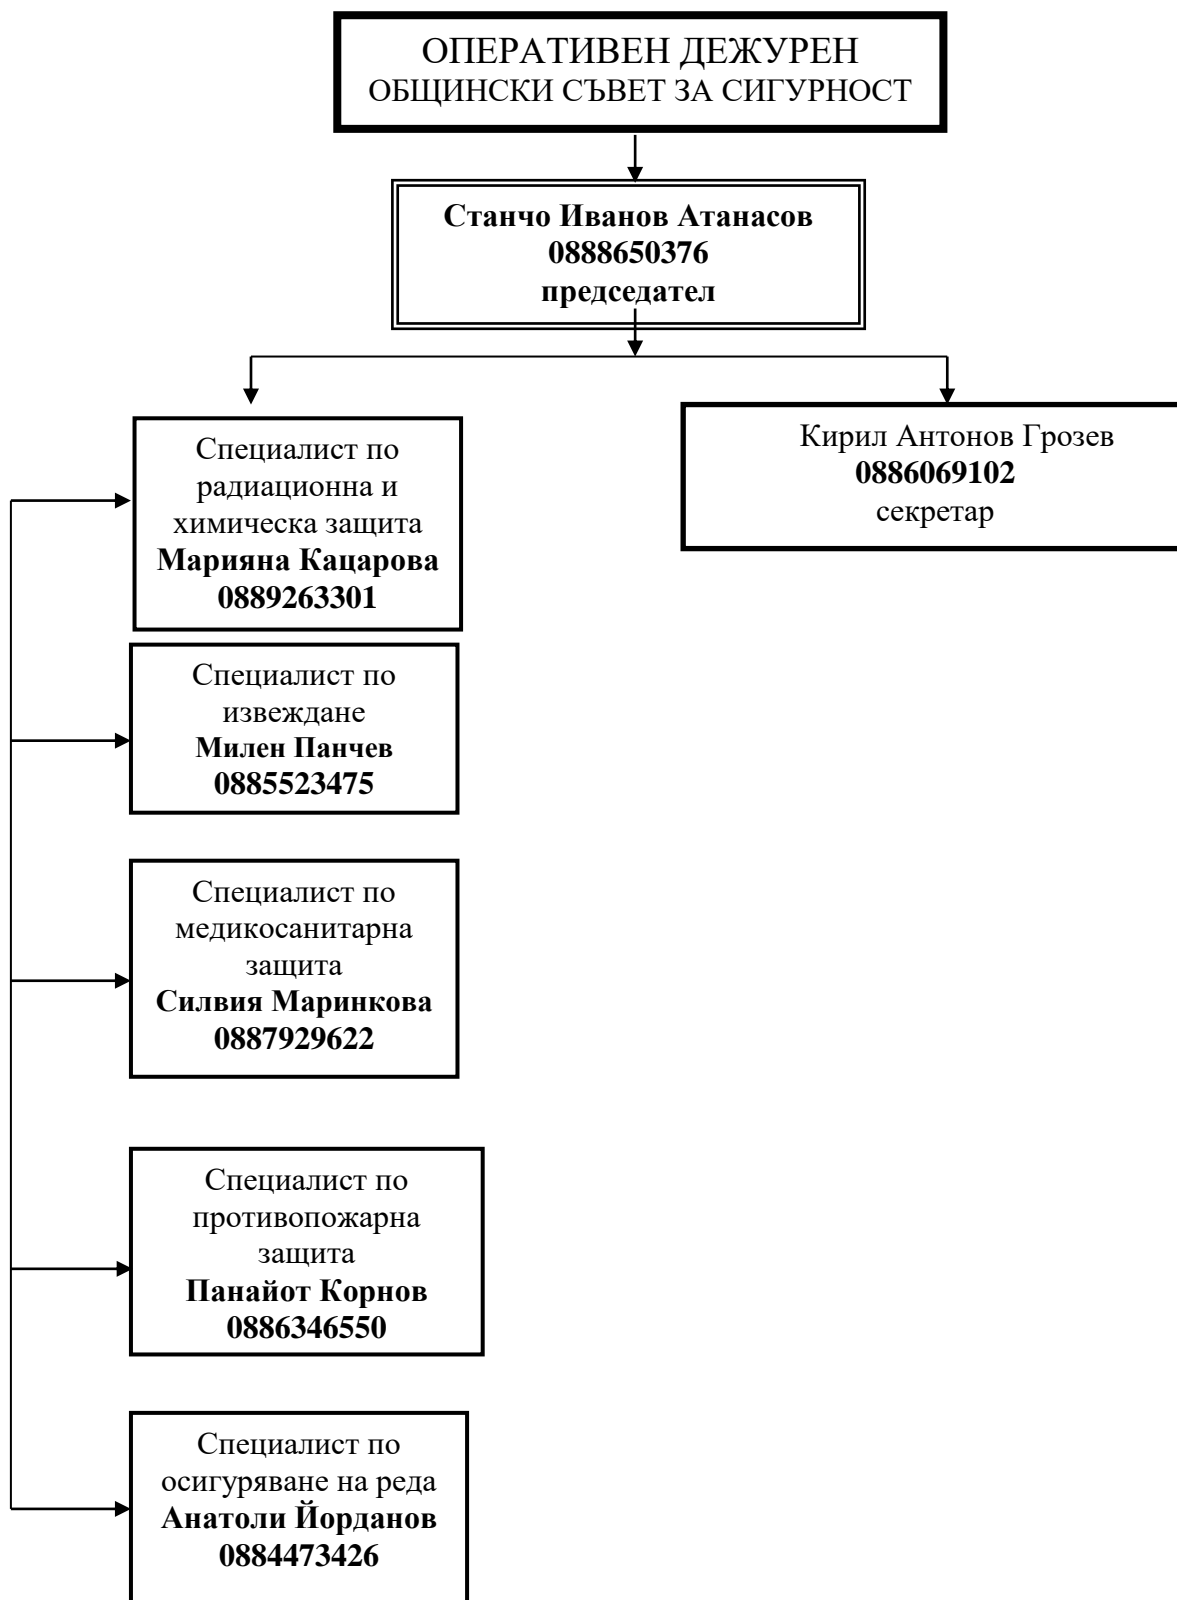 ОПЕРАТИВЕН ДЕЖУРЕН
ОБЩИНСКИ СЪВЕТ ЗА СИГУРНОСТ
Станчо Иванов Атанасов
0888650376
председател
Специалист по
радиационна и
химическа защита
Марияна Кацарова
0889263301
Кирил Антонов Грозев
0886069102
секретар
Специалист по
извеждане
Милен Панчев
0885523475
Специалист по
медикосанитарна
защита
Силвия Маринкова
0887929622
Специалист по
противопожарна
защита
Панайот Корнов
0886346550
Специалист по
осигуряване на реда
Анатоли Йорданов
0884473426